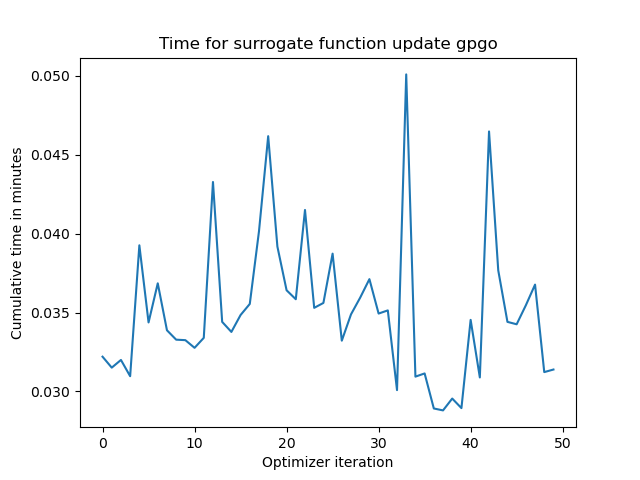 Time for surrogate function update gpgo
0.050
0.045
0.040
0.035
0.030
Cumulative time in minutes
0 10 20 30 40 50
Optimizer iteration